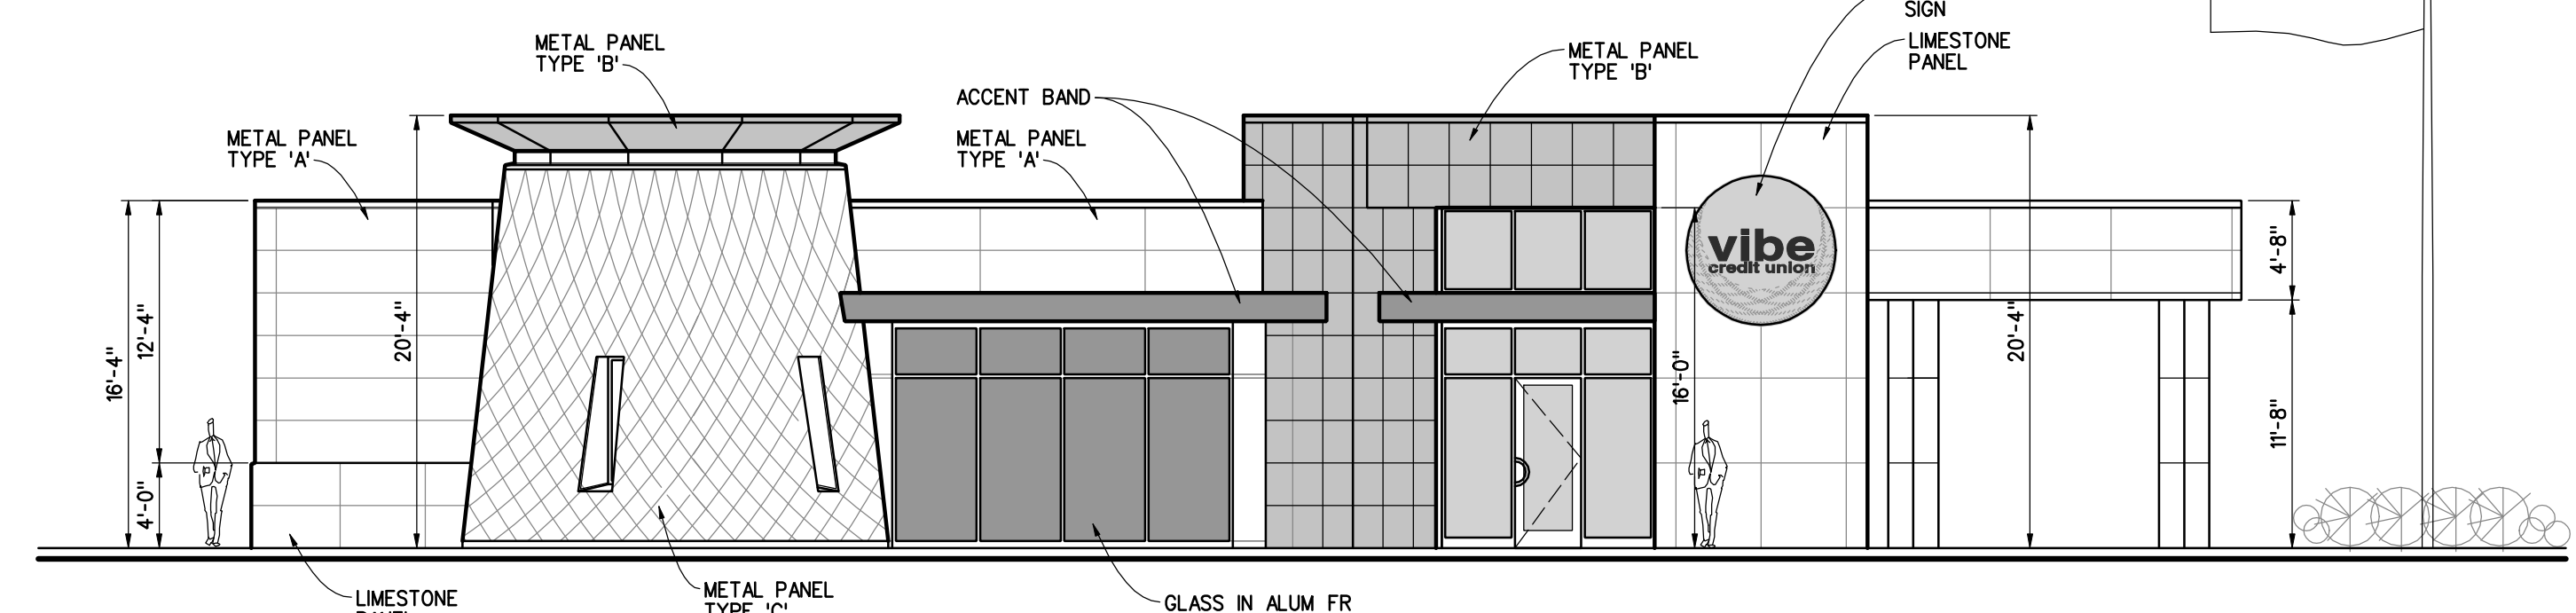 SIGN
METAL PANEL
TYPE 'B'
LIMESTONE
PANEL
METAL PANEL
TYPE 'B'
ACCENT BAND
METAL PANEL
TYPE 'A'
METAL PANEL
TYPE 'A'
vibe
credit union
16'-4"
12'-4"
4'-0"
20'-4"
16'-0"
20'-4"
4'-8"
11'-8"
LIMESTONE
PANEL
METAL PANEL
TYPE 'C'
GLASS IN ALUM FR